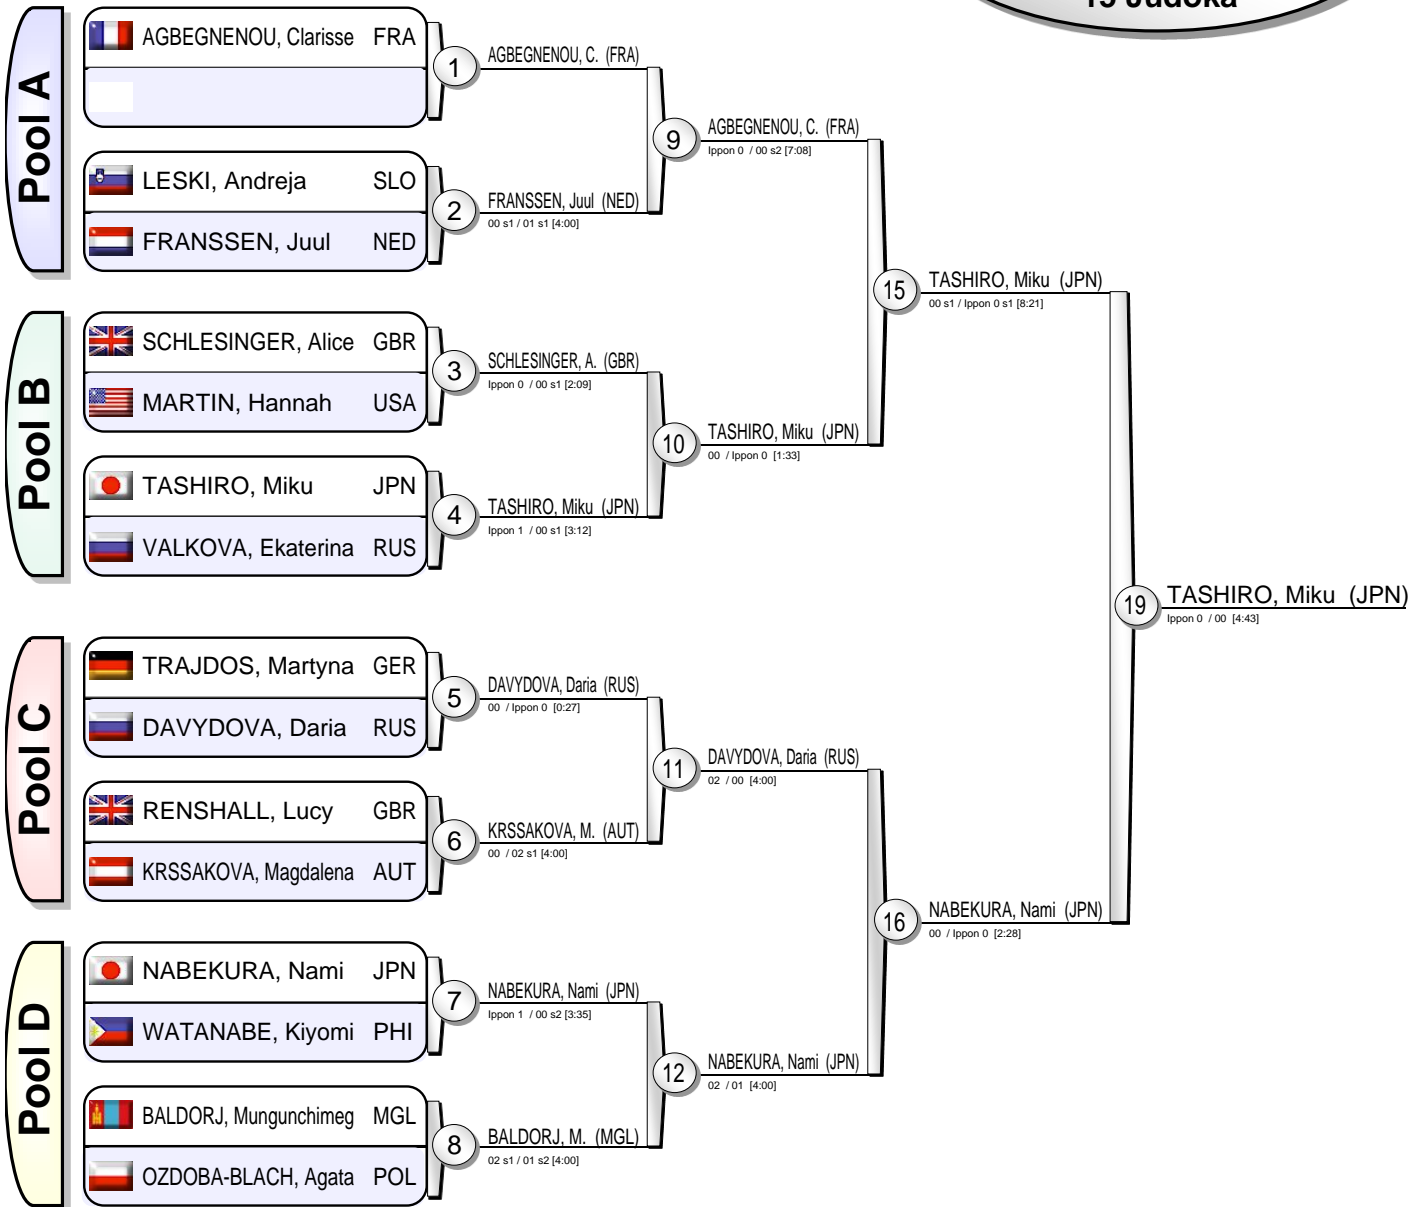 15 Judoka
Pool A
AGBEGNENOU, Clarisse FRA
LESKI, Andreja SLO
FRANSSEN, Juul NED
1
AGBEGNENOU, C. (FRA)
2
FRANSSEN, Juul (NED)
00 s1 / 01 s1 [4:00]
9
AGBEGNENOU, C. (FRA)
Ippon 0 / 00 s2 [7:08]
Pool B
SCHLESINGER, Alice GBR
MARTIN, Hannah USA
TASHIRO, Miku JPN
VALKOVA, Ekaterina RUS
3
SCHLESINGER, A. (GBR)
Ippon 0 / 00 s1 [2:09]
4
TASHIRO, Miku (JPN)
Ippon 1 / 00 s1 [3:12]
10
TASHIRO, Miku (JPN)
00 / Ippon 0 [1:33]
15
TASHIRO, Miku (JPN)
00 s1 / Ippon 0 s1 [8:21]
Pool C
TRAJDOS, Martyna GER
DAVYDOVA, Daria RUS
RENSHALL, Lucy GBR
KRSSAKOVA, Magdalena AUT
5
DAVYDOVA, Daria (RUS)
00 / Ippon 0 [0:27]
6
KRSSAKOVA, M. (AUT)
00 / 02 s1 [4:00]
11
DAVYDOVA, Daria (RUS)
02 / 00 [4:00]
Pool D
NABEKURA, Nami JPN
WATANABE, Kiyomi PHI
BALDORJ, Mungunchimeg MGL
OZDOBA-BLACH, Agata POL
7
NABEKURA, Nami (JPN)
Ippon 1 / 00 s2 [3:35]
8
BALDORJ, M. (MGL)
02 s1 / 01 s2 [4:00]
12
NABEKURA, Nami (JPN)
02 / 01 [4:00]
16
NABEKURA, Nami (JPN)
00 / Ippon 0 [2:28]
19
TASHIRO, Miku (JPN)
Ippon 0 / 00 [4:43]